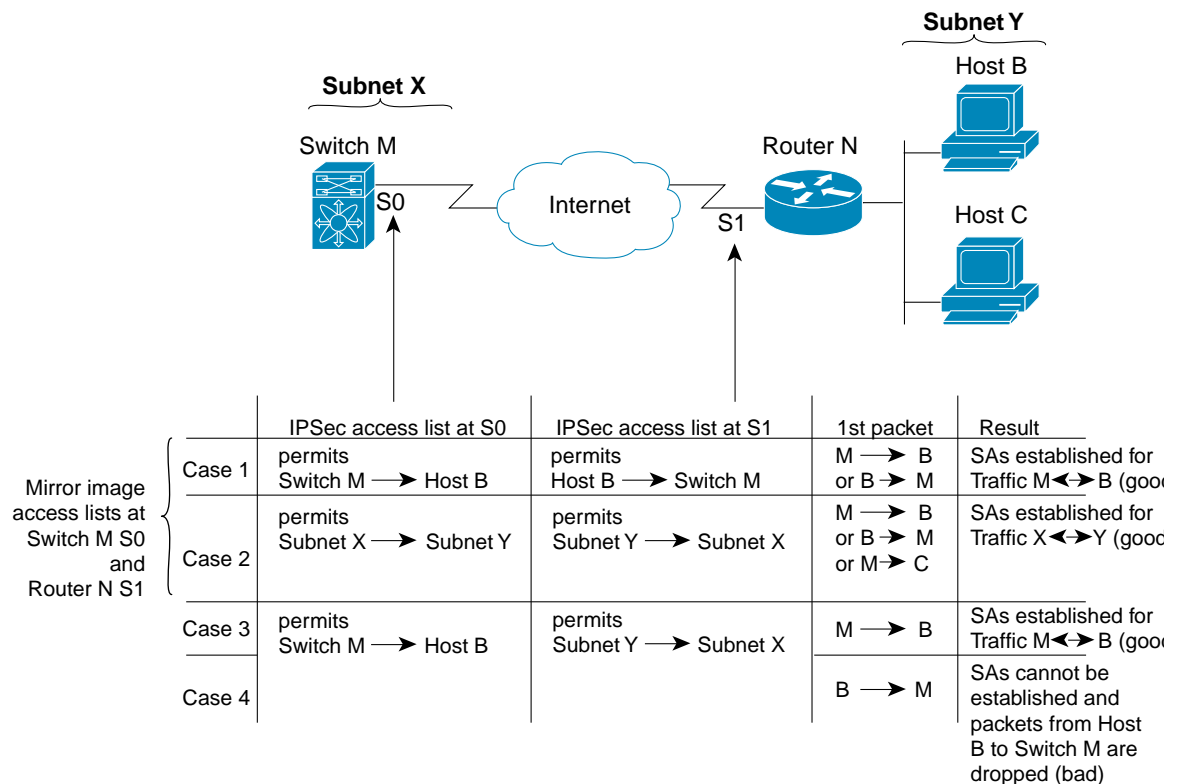 Subnet Y
Host B
Subnet X
Switch M
Router N
S0
Internet
S1
Host C
IPSec access list at S0
IPSec access list at S1
1st packet
Result
Mirror image
access lists at
Switch M S0
and
Router N S1
Case 1
permits
Switch M Host B
permits
Host B Switch M
M B
or B M
SAs established for
Traffic M B (good
Case 2
permits
Subnet X Subnet Y
permits
Subnet Y Subnet X
M B
or B M
or M C
SAs established for
Traffic X Y (good
Case 3
permits
Switch M Host B
permits
Subnet Y Subnet X
M B
SAs established for
Traffic M B (good
Case 4
B M
SAs cannot be
established and
packets from Host
B to Switch M are
dropped (bad)